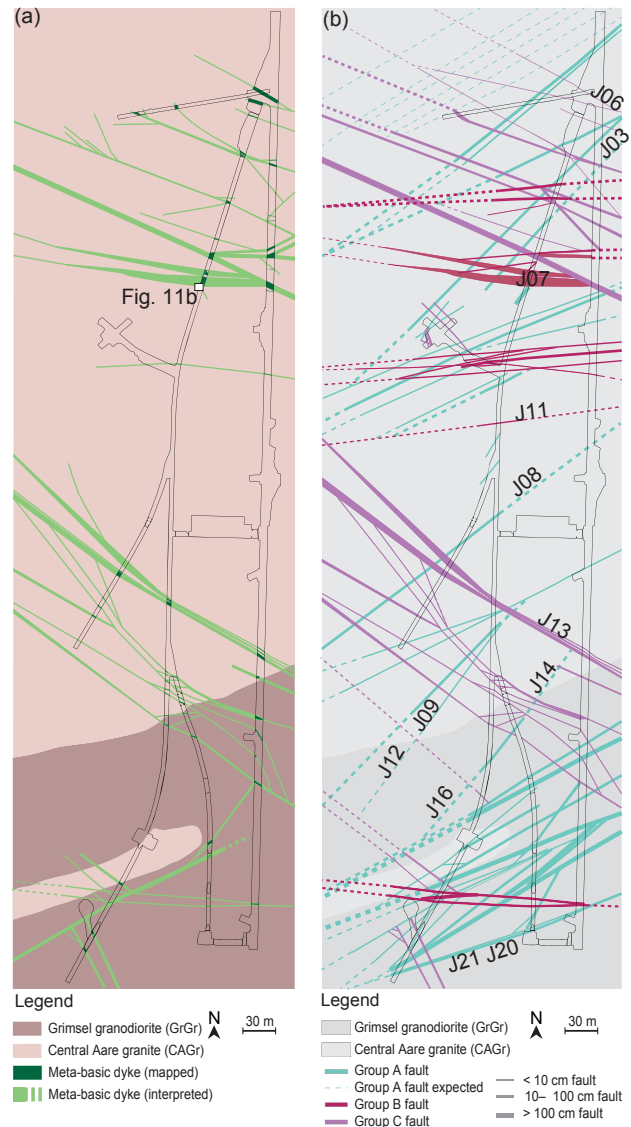 (a)
Fig. 11b
Legend
N
30 m
Grimsel granodiorite (GrGr)
Central Aare granite (CAGr)
Meta-basic dyke (mapped)
Meta-basic dyke (interpreted)
(b)
J06
J03
J07
J11
J08
J13
J14
J09
J12
J16
J21 J20
Legend
N
30 m
Grimsel granodiorite (GrGr)
Central Aare granite (CAGr)
Group A fault
Group A fault expected
Group B fault
Group C fault
< 10 cm fault
10– 100 cm fault
> 100 cm fault